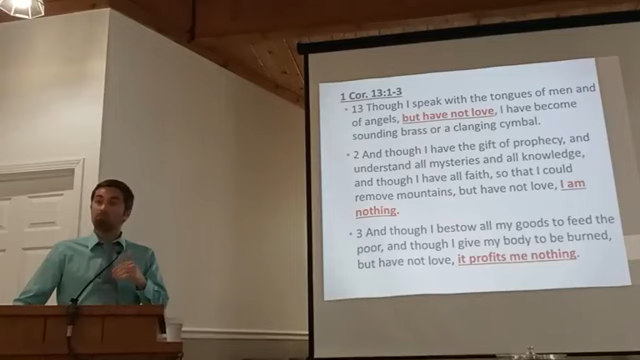 1 Cor. 13:1-3
• 13 Though I speak with the tongues of men and
of angels, but have not love, I have become
sounding brass or a clanging cymbal.
• 2 And though I have the gift of prophecy, and
understand all mysteries and all knowledge,
and though I have all faith, so that I could
remove mountains, but have not love, I am
nothing.
• 3 And though I bestow all my goods to feed the
poor, and though I give my body to be burned,
but have not love, it profits me nothing.